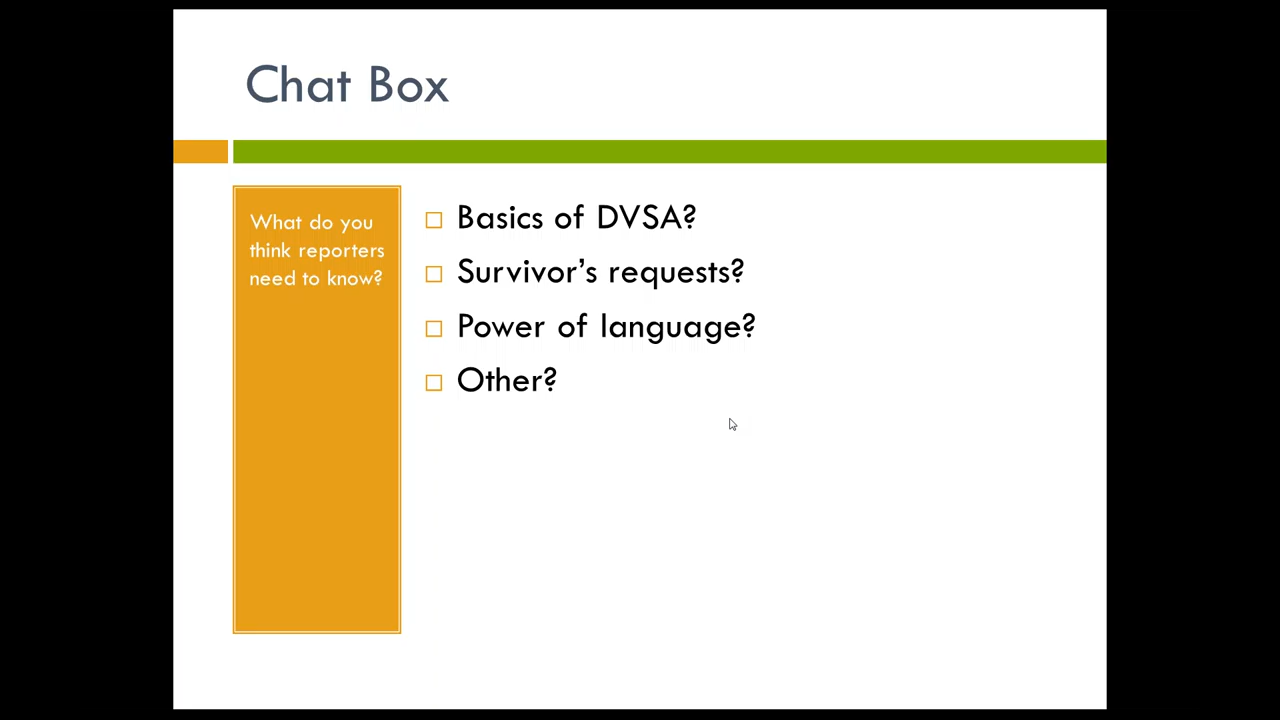 Chat Box
What do you
think reporters
need to know?
Basics of DVSA?
Survivor’s requests?
Power of language?
Other?